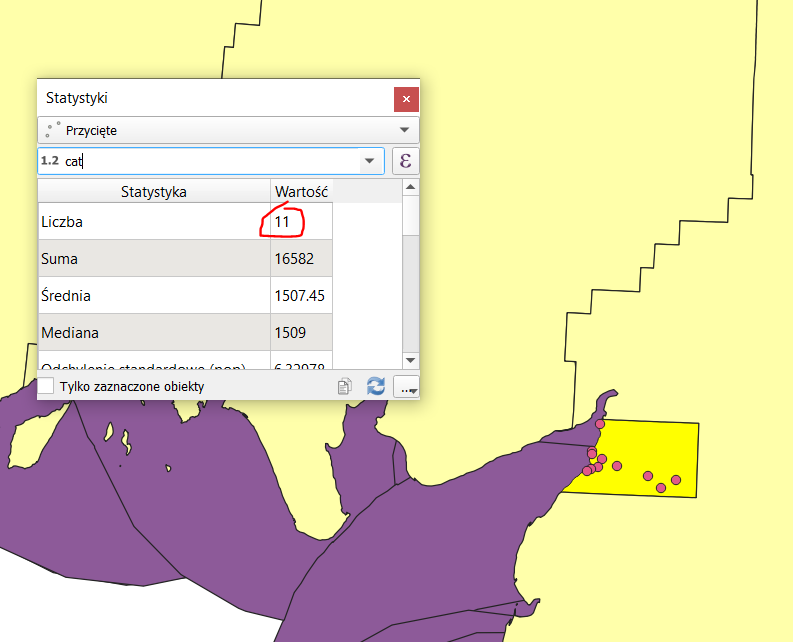 Statystyki
Przycięte
1.2 cat
ε
Statystyka Wartość
Liczba 11
Suma 16582
Średnia 1507.45
Mediana 1509
Odchylenie standardowe (pop) 6.32978
Tylko zaznaczone obiekty
...